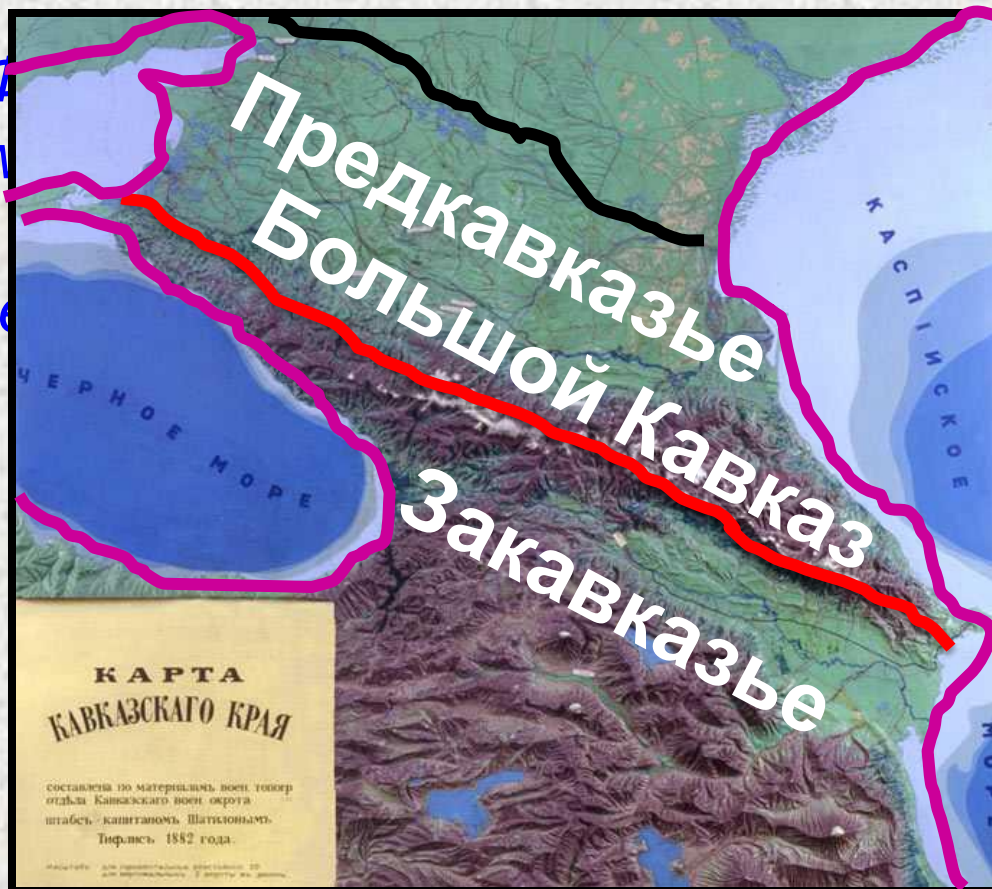 Предкавказье
Большой Кавказ
Закавказье
КАСПІЙСКОЕ
ЧЕРНОЕ МОРЕ
КАРТА
КАВКАЗСКАГО КРАЯ
составлена по матеріаламъ воен топогр
отдѣла Кавказскаго воен округа
штабсъ-капитаномъ Шатиловымъ
Тифлисъ 1882 года.